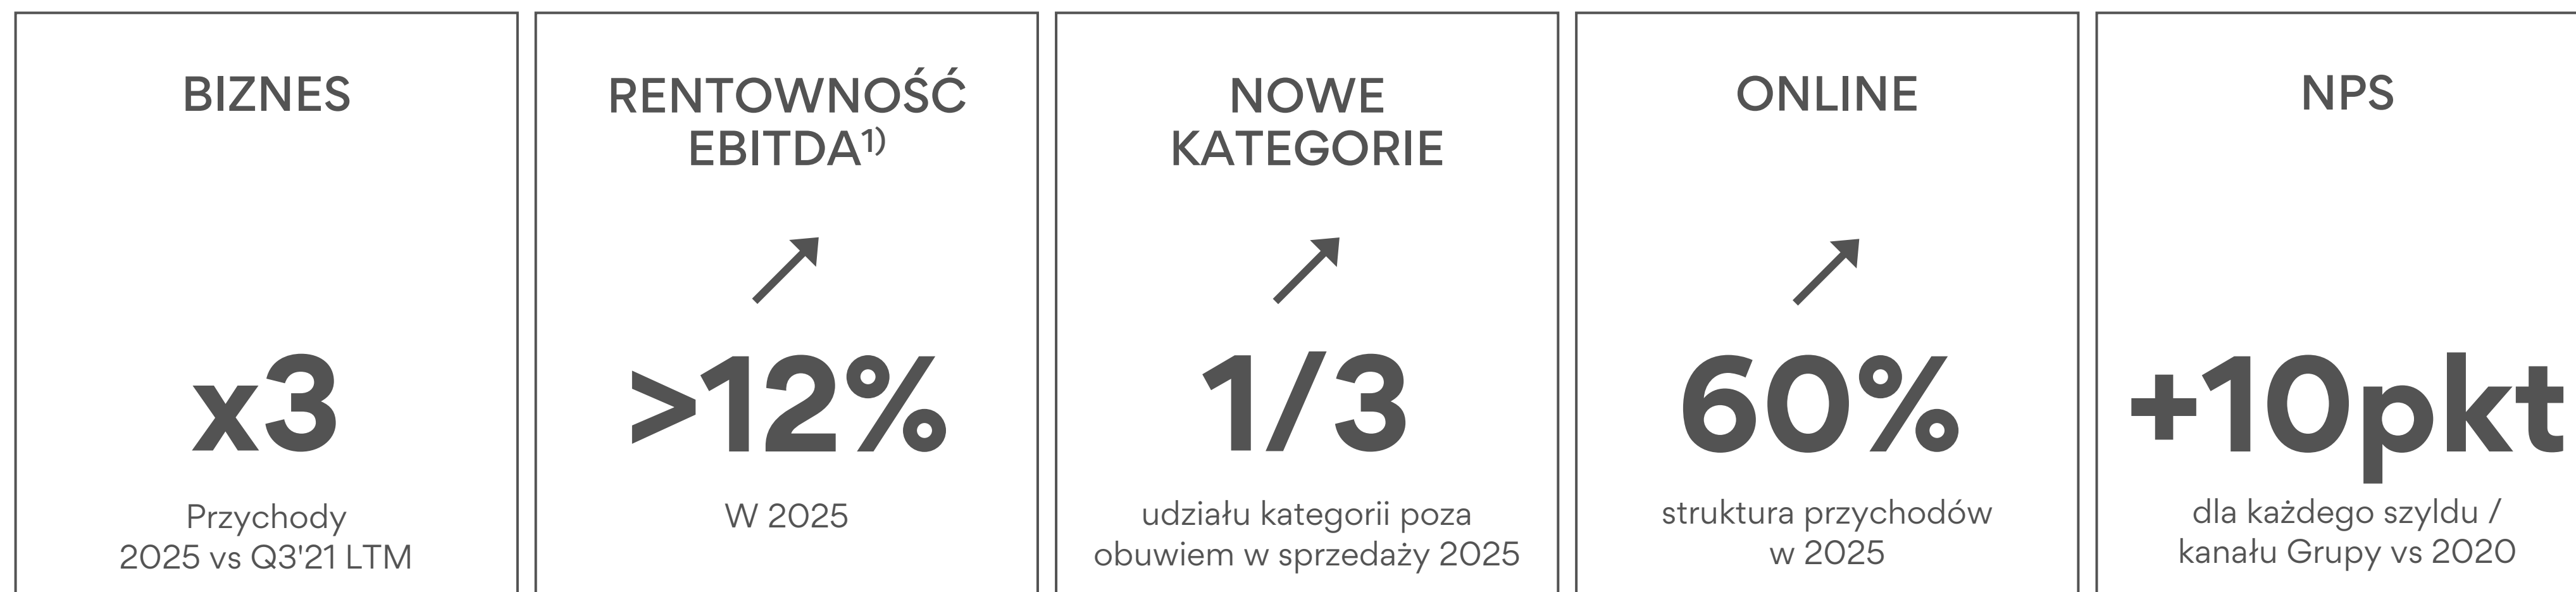 BIZNES
x3
Przychody
2025 vs Q3'21 LTM
RENTOWNOŚĆ
EBITDA¹⁾
>12%
W 2025
NOWE
KATEGORIE
1/3
udziału kategorii poza
obuwiem w sprzedaży 2025
ONLINE
60%
struktura przychodów
w 2025
NPS
+10pkt
dla każdego szyldu /
kanału Grupy vs 2020